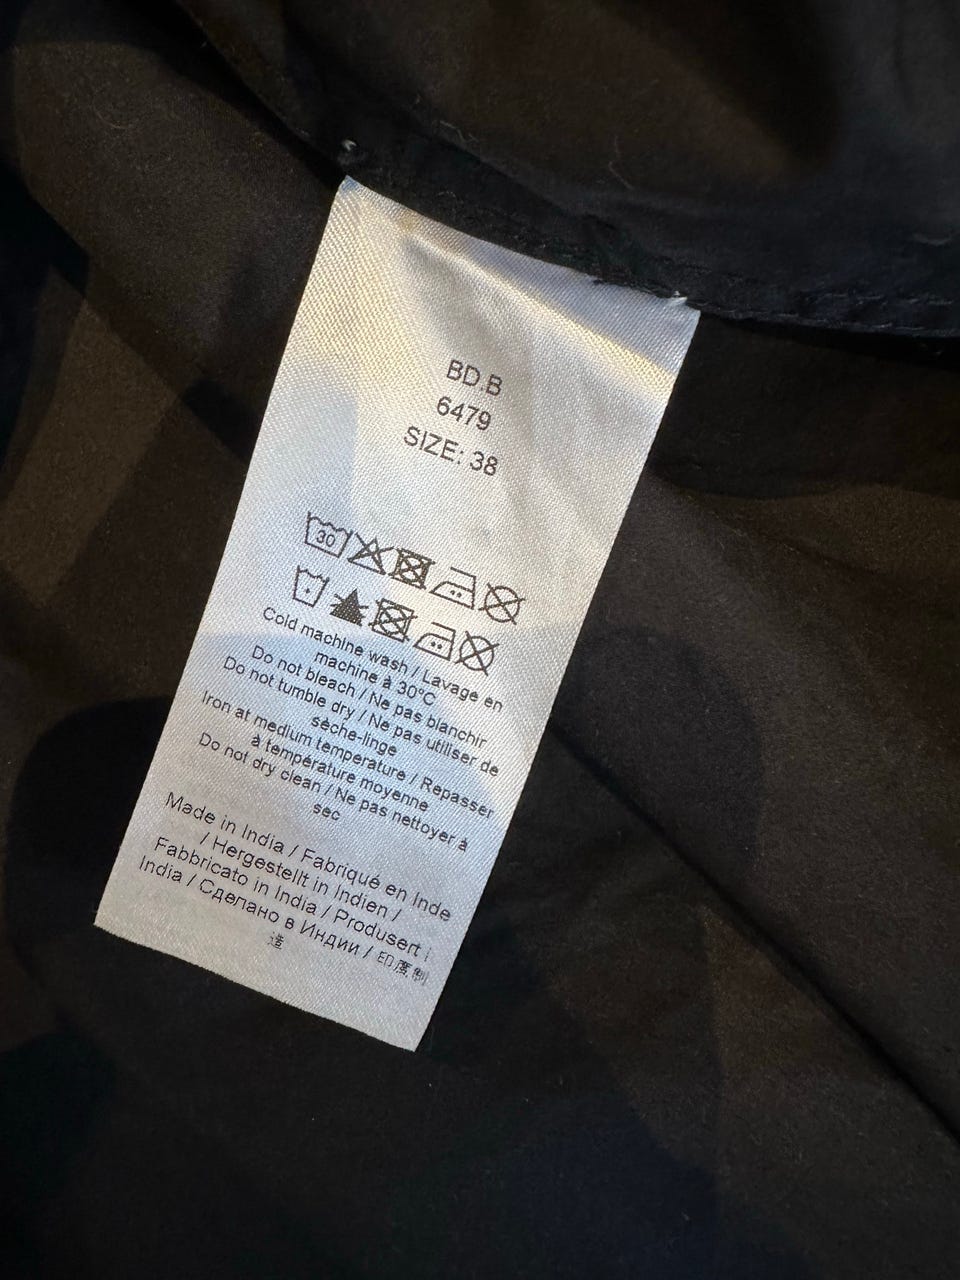 BD.B
6479
SIZE: 38
30
Cold machine wash / Lavage en
machine à 30°C
Do not bleach / Ne pas blanchir
Do not tumble dry / Ne pas utiliser de
sèche-linge
Iron at medium temperature / Repasser
à température moyenne
Do not dry clean / Ne pas nettoyer à
sec
Made in India / Fabriqué en Inde
/ Hergestellt in Indien /
Fabbricato in India / Produsert i
India / Сделано в Индии / 印度制
造